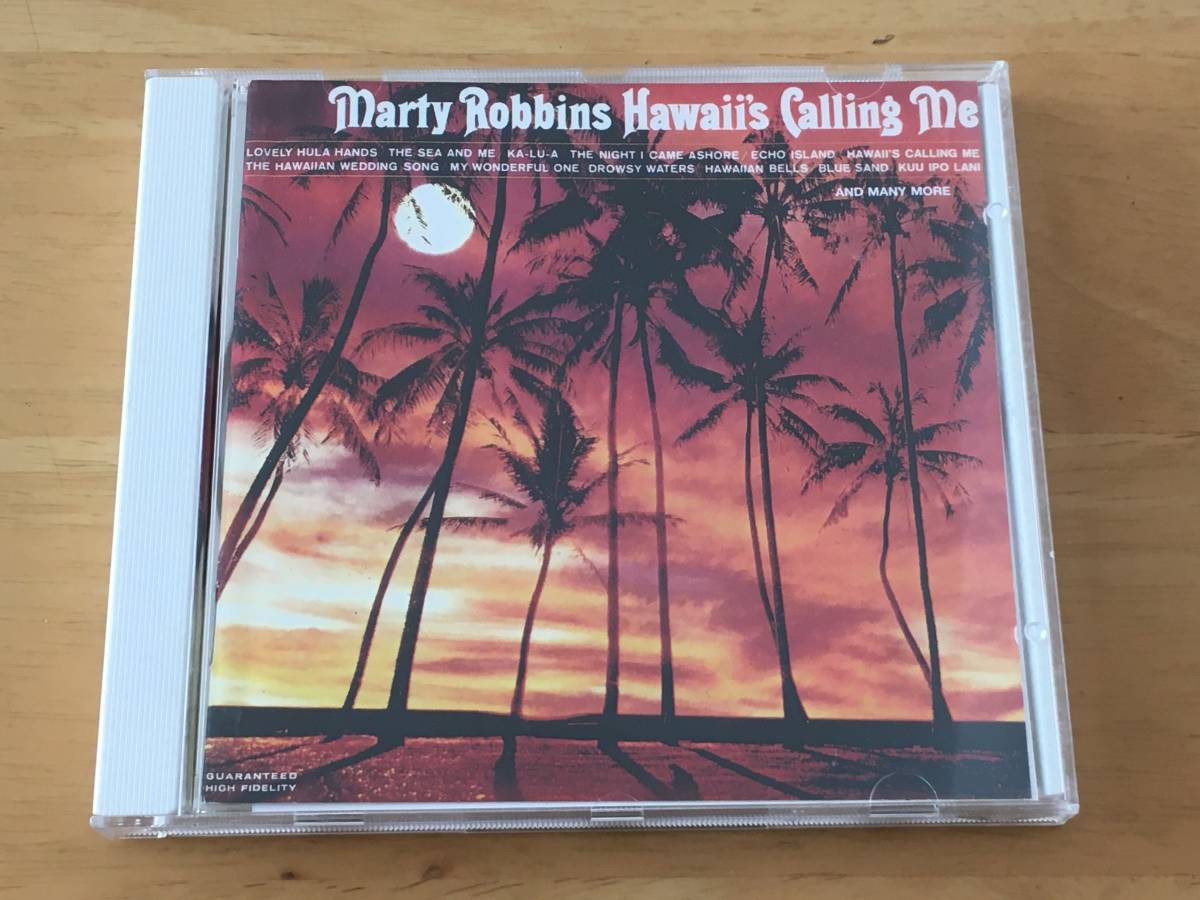 Marty Robbins Hawaii's Calling Me
LOVELY HULA HANDS THE SEA AND ME KA-LU-A THE NIGHT I CAME ASHORE ECHO ISLAND HAWAII'S CALLING ME
THE HAWAIIAN WEDDING SONG MY WONDERFUL ONE DROWSY WATERS HAWAIIAN BELLS BLUE SAND KUU IPO LANI
AND MANY MORE
GUARANTEED
HIGH FIDELITY